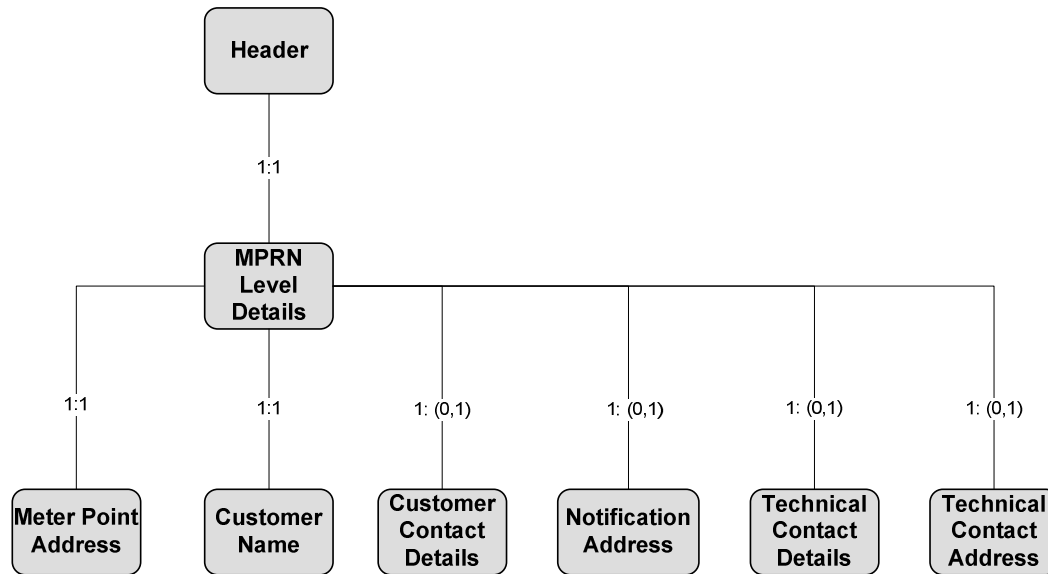 Header
1:1
MPRN
Level
Details
1:1
1:1
1: (0,1)
1: (0,1)
1: (0,1)
1: (0,1)
Meter Point
Address
Customer
Name
Customer
Contact
Details
Notification
Address
Technical
Contact
Details
Technical
Contact
Address